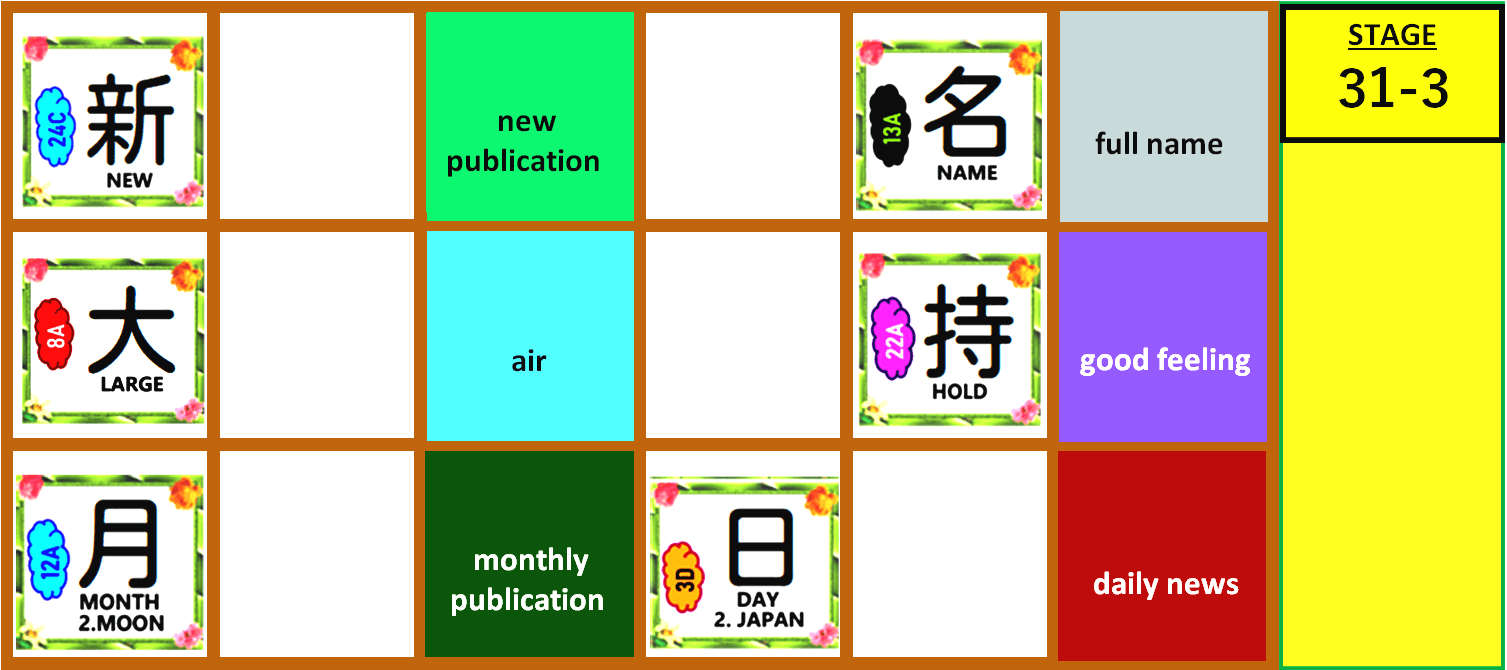 24C
新
NEW
new
publication
13A
名
NAME
full name
STAGE
31-3
8A
大
LARGE
air
22A
持
HOLD
good feeling
12A
月
MONTH
2.MOON
monthly
publication
3D
日
DAY
2. JAPAN
daily news